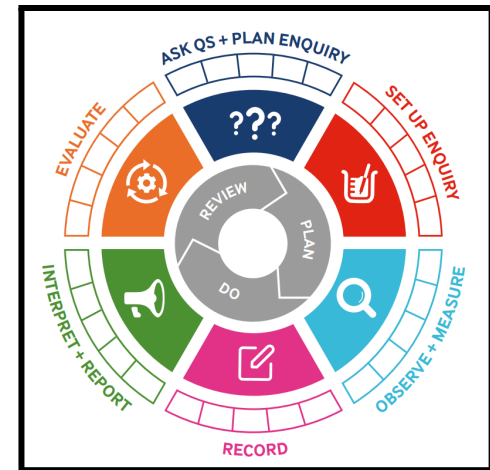 ASK QS + PLAN ENQUIRY
SET UP ENQUIRY
OBSERVE + MEASURE
RECORD
INTERPRET + REPORT
EVALUATE
???
REVIEW
PLAN
DO